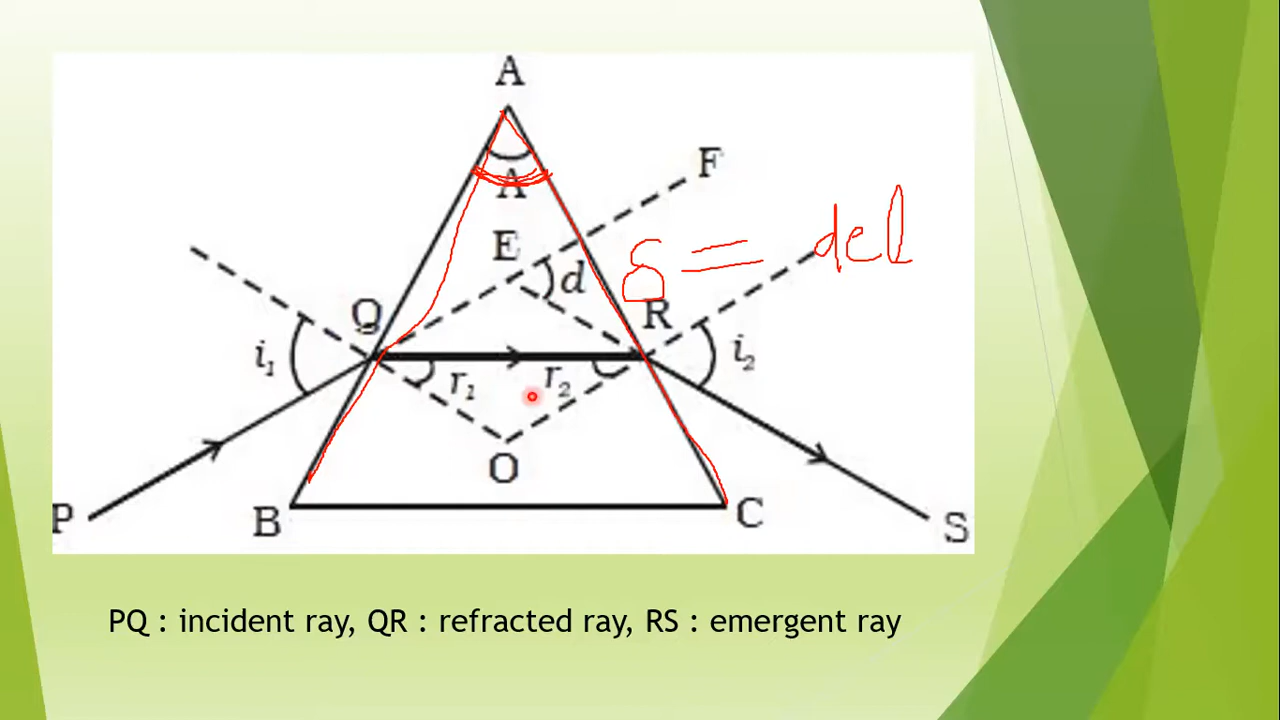 A
A
F
E
d
δ = del
Q
R
i₁
i₂
r₁
r₂
O
P
B
C
S
PQ : incident ray, QR : refracted ray, RS : emergent ray